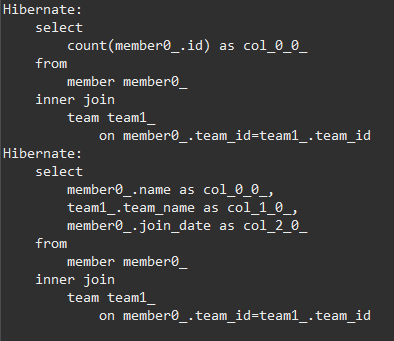 Hibernate:
    select
        count(member0_.id) as col_0_0_
    from
        member member0_
    inner join
        team team1_
            on member0_.team_id=team1_.team_id
Hibernate:
    select
        member0_.name as col_0_0_,
        team1_.team_name as col_1_0_,
        member0_.join_date as col_2_0_
    from
        member member0_
    inner join
        team team1_
            on member0_.team_id=team1_.team_id